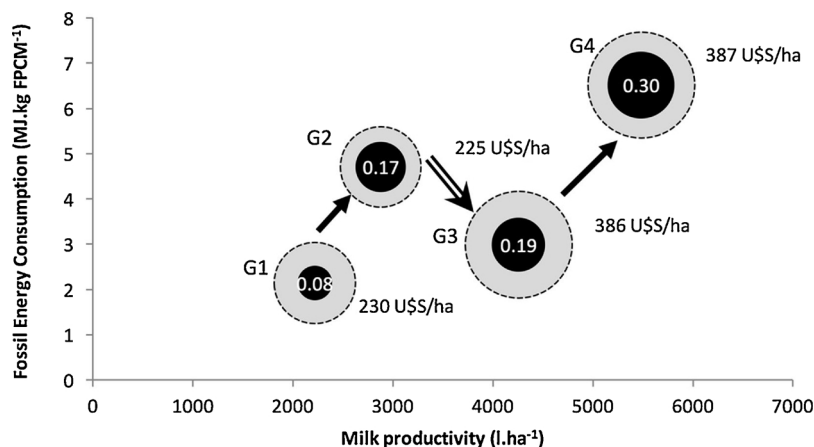 Fossil Energy Consumption (MJ.kg FPCM⁻¹)
8
7
6
5
4
3
2
1
0
G4
387 U$S/ha
0.30
G2
0.17
225 U$S/ha
G3
0.19
386 U$S/ha
G1
0.08
230 U$S/ha
0 1000 2000 3000 4000 5000 6000 7000
Milk productivity (l.ha⁻¹)